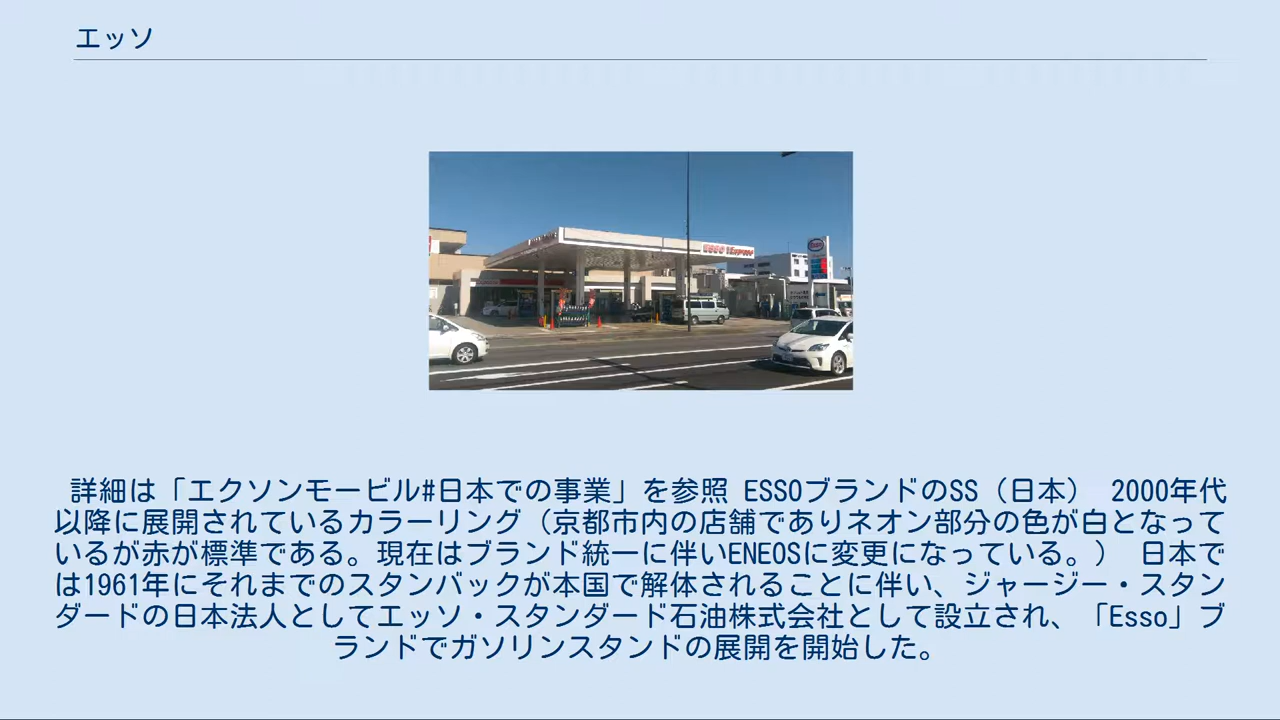 エッソ
ESSO Express
Esso
詳細は「エクソンモービル#日本での事業」を参照 ESSOブランドのSS（日本） 2000年代
以降に展開されているカラーリング（京都市内の店舗でありネオン部分の色が白となって
いるが赤が標準である。現在はブランド統一に伴いENEOSに変更になっている。） 日本で
は1961年にそれまでのスタンバックが本国で解体されることに伴い、ジャージー・スタン
ダードの日本法人としてエッソ・スタンダード石油株式会社として設立され、「Esso」ブ
ランドでガソリンスタンドの展開を開始した。